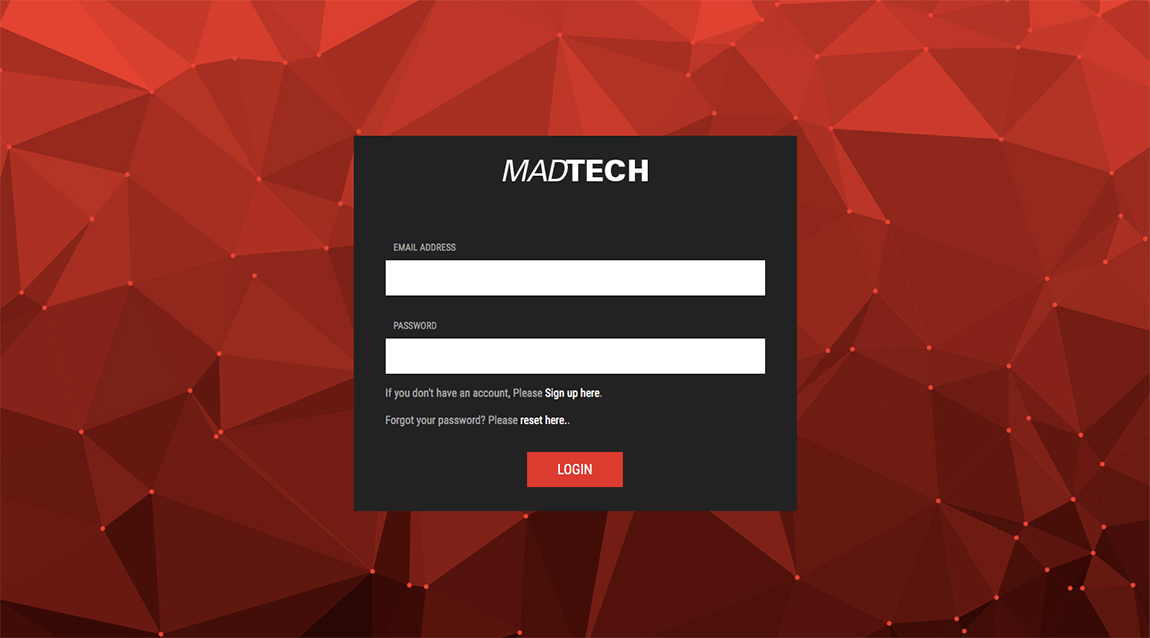 MADTECH
EMAIL ADDRESS
PASSWORD
If you don't have an account, Please Sign up here.
Forgot your password? Please reset here..
LOGIN